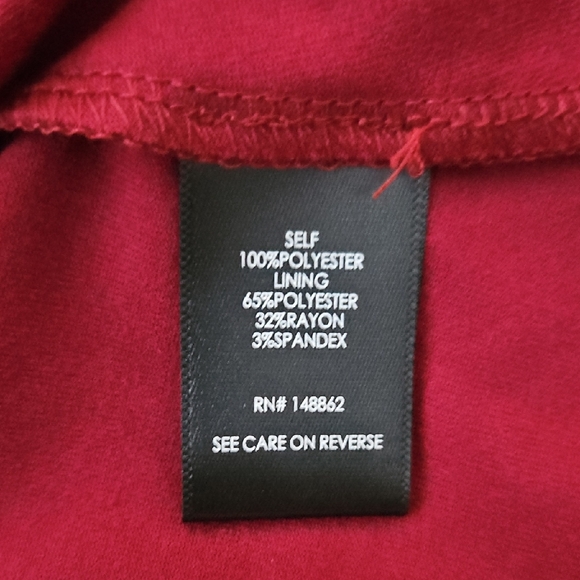 SELF
100%POLYESTER
LINING
65%POLYESTER
32%RAYON
3%SPANDEX
RN# 148862
SEE CARE ON REVERSE